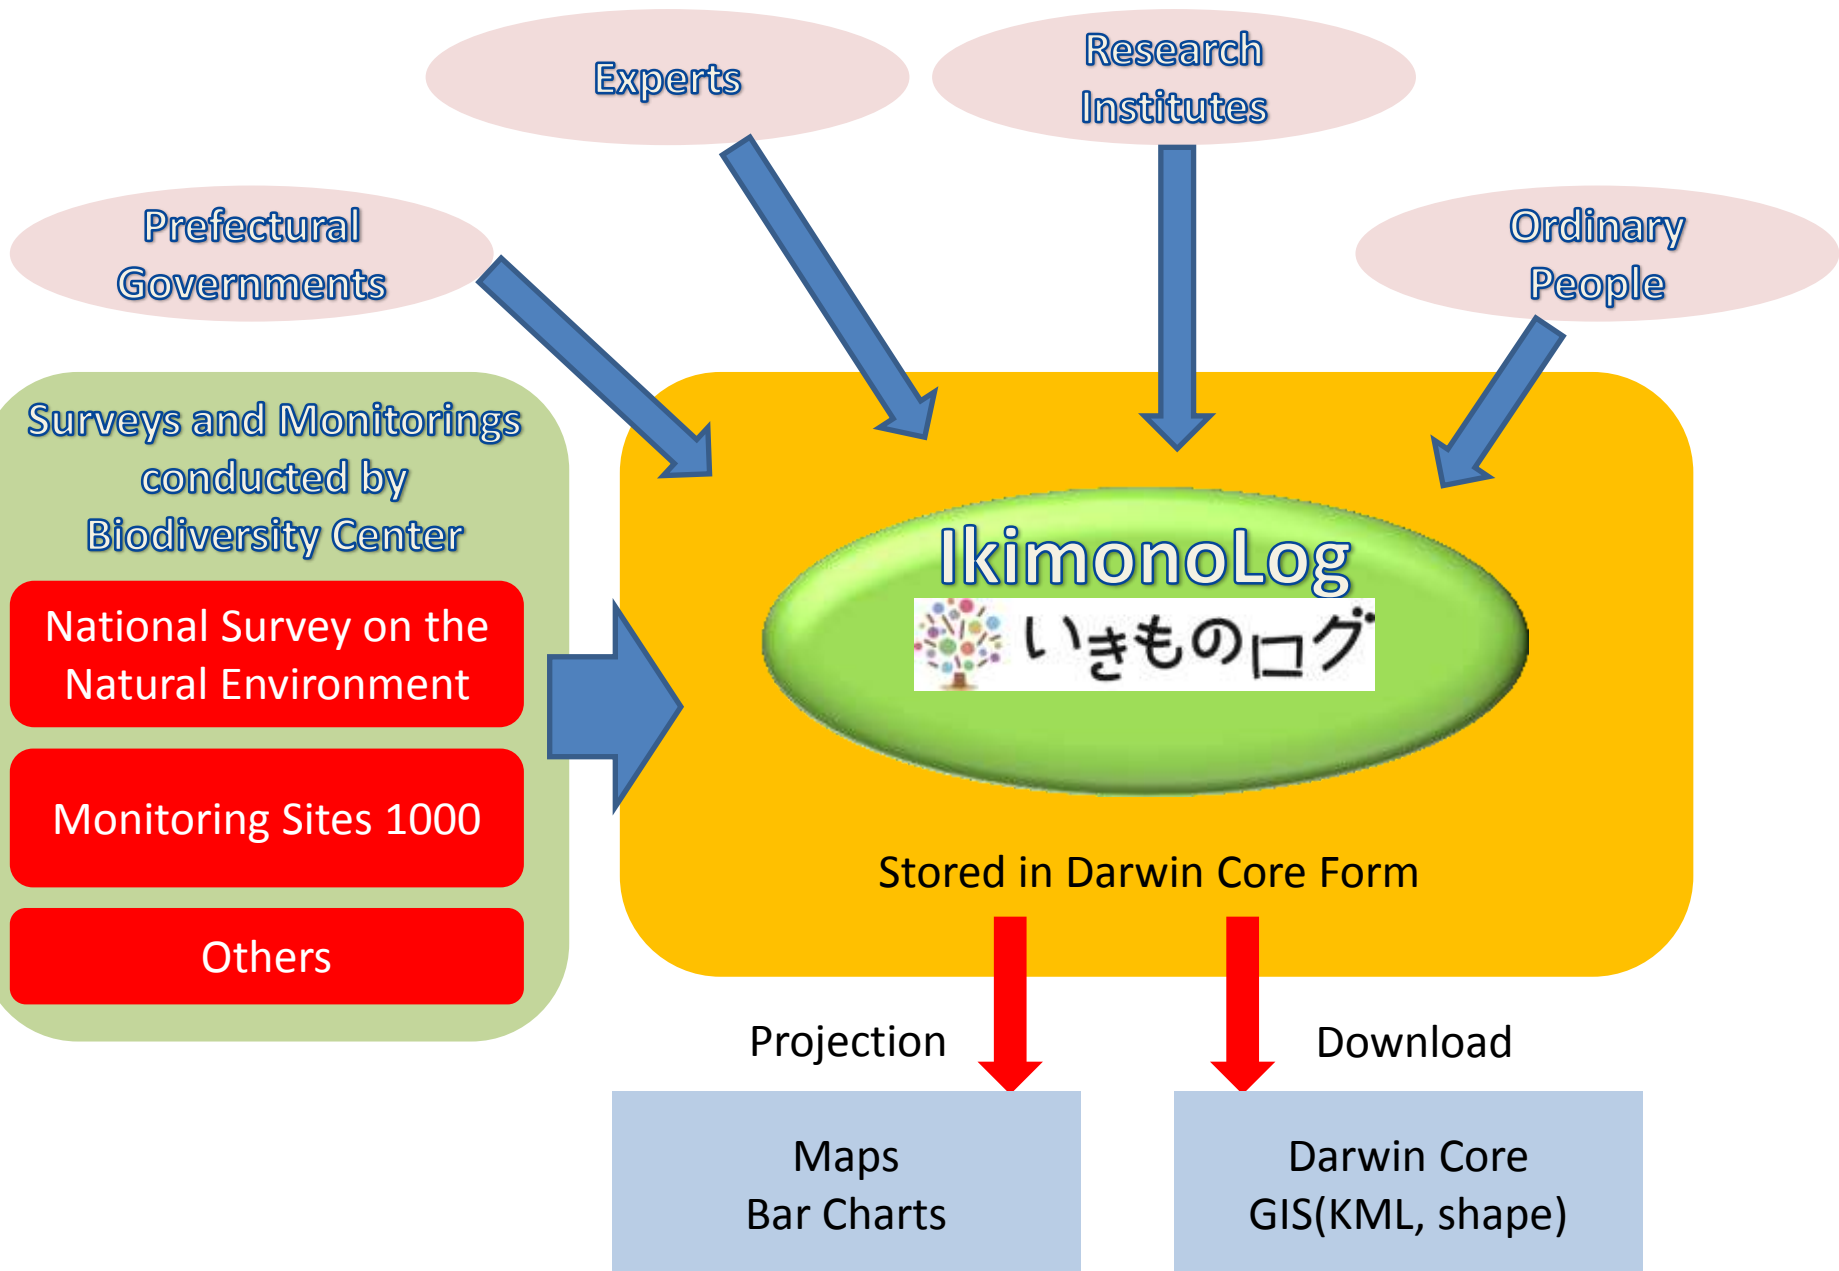 Experts
Research
Institutes
Prefectural
Governments
Ordinary
People
Surveys and Monitorings
conducted by
Biodiversity Center
National Survey on the
Natural Environment
Monitoring Sites 1000
Others
IkimonoLog
いきものログ
Stored in Darwin Core Form
Projection
Download
Maps
Bar Charts
Darwin Core
GIS(KML, shape)